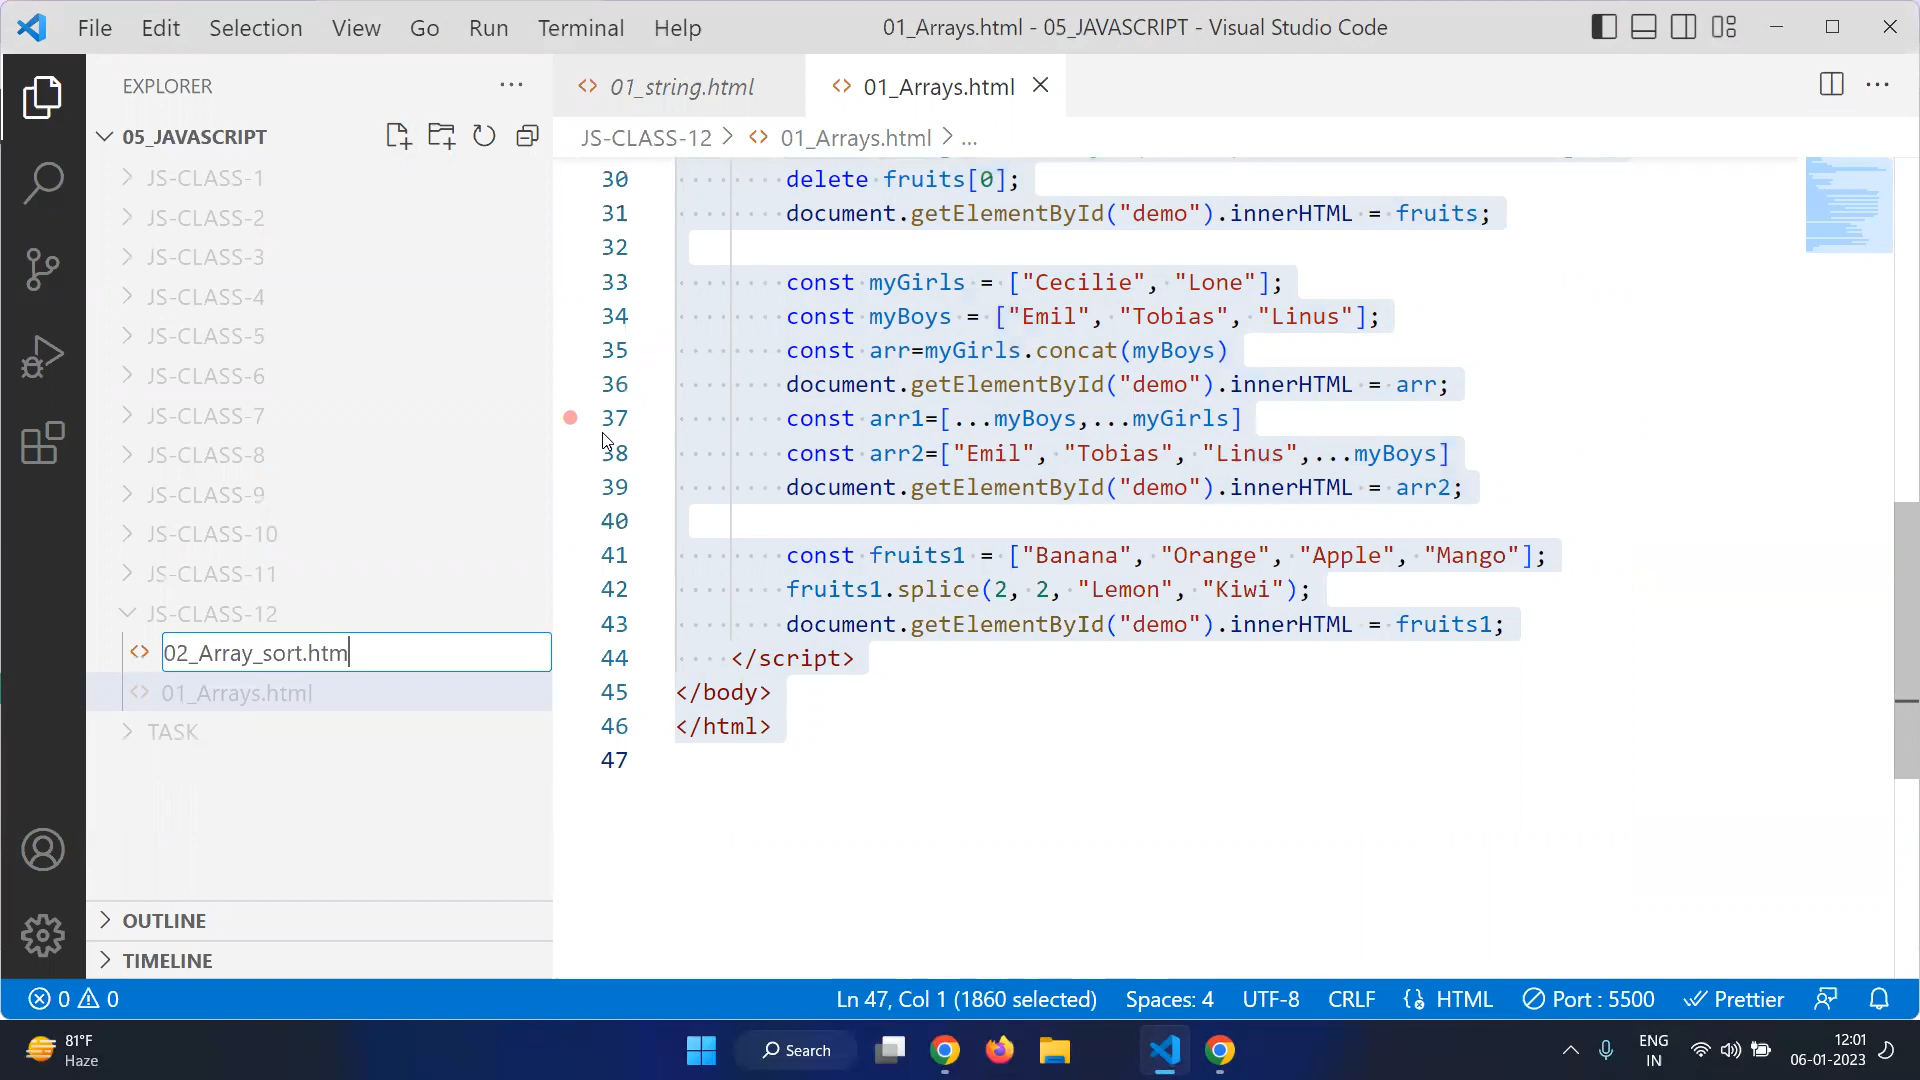 File Edit Selection View Go Run Terminal Help
01_Arrays.html - 05_JAVASCRIPT - Visual Studio Code
EXPLORER
05_JAVASCRIPT
JS-CLASS-1
JS-CLASS-2
JS-CLASS-3
JS-CLASS-4
JS-CLASS-5
JS-CLASS-6
JS-CLASS-7
JS-CLASS-8
JS-CLASS-9
JS-CLASS-10
JS-CLASS-11
JS-CLASS-12
02_Array_sort.htm
01_Arrays.html
TASK
OUTLINE
TIMELINE
01_string.html
01_Arrays.html
JS-CLASS-12 > 01_Arrays.html > ...
30 delete fruits[0];
31 document.getElementById("demo").innerHTML = fruits;
32
33 const myGirls = ["Cecilie", "Lone"];
34 const myBoys = ["Emil", "Tobias", "Linus"];
35 const arr=myGirls.concat(myBoys)
36 document.getElementById("demo").innerHTML = arr;
37 const arr1=[...myBoys,...myGirls]
38 const arr2=["Emil", "Tobias", "Linus",...myBoys]
39 document.getElementById("demo").innerHTML = arr2;
40
41 const fruits1 = ["Banana", "Orange", "Apple", "Mango"];
42 fruits1.splice(2, 2, "Lemon", "Kiwi");
43 document.getElementById("demo").innerHTML = fruits1;
44 </script>
45 </body>
46 </html>
47
0 0
Ln 47, Col 1 (1860 selected) Spaces: 4 UTF-8 CRLF HTML Port : 5500 Prettier
81°F
Haze
Search
ENG
IN
12:01
06-01-2023